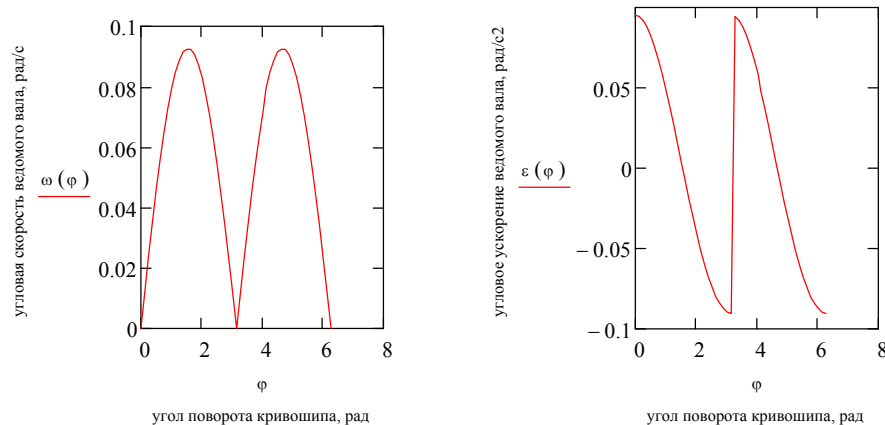 угловая скорость ведомого вала, рад/с
ω(φ)
0.1
0.08
0.06
0.04
0.02
0
0 2 4 6 8
φ
угол поворота кривошипа, рад
угловое ускорение ведомого вала, рад/с2
ε(φ)
0.05
0
−0.05
−0.1
0 2 4 6 8
φ
угол поворота кривошипа, рад